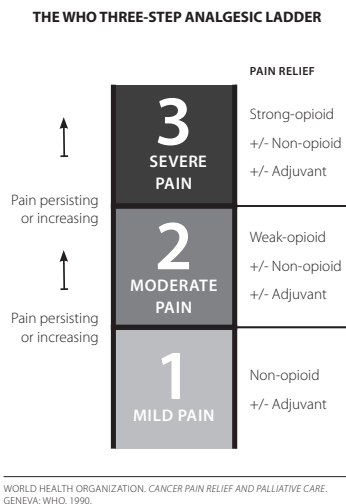 THE WHO THREE-STEP ANALGESIC LADDER
PAIN RELIEF
3
SEVERE
PAIN
Strong-opioid
+/- Non-opioid
+/- Adjuvant
Pain persisting
or increasing
2
MODERATE
PAIN
Weak-opioid
+/- Non-opioid
+/- Adjuvant
Pain persisting
or increasing
1
MILD PAIN
Non-opioid
+/- Adjuvant
WORLD HEALTH ORGANIZATION. CANCER PAIN RELIEF AND PALLIATIVE CARE.
GENEVA: WHO, 1990.